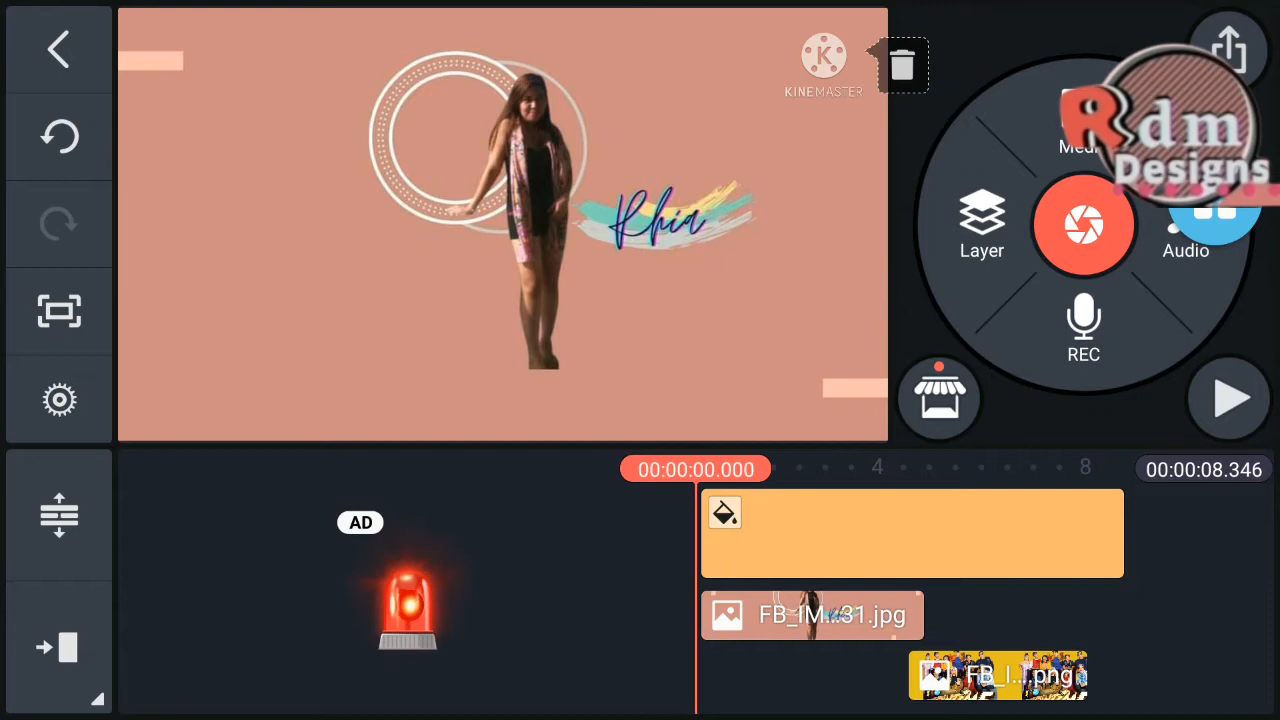 KINEMASTER
Rhia
Rdm
Designs
Med
Layer
Audio
REC
00:00:00.000
4
8
00:00:08.346
AD
FB_IM...31.jpg
FB_I....png